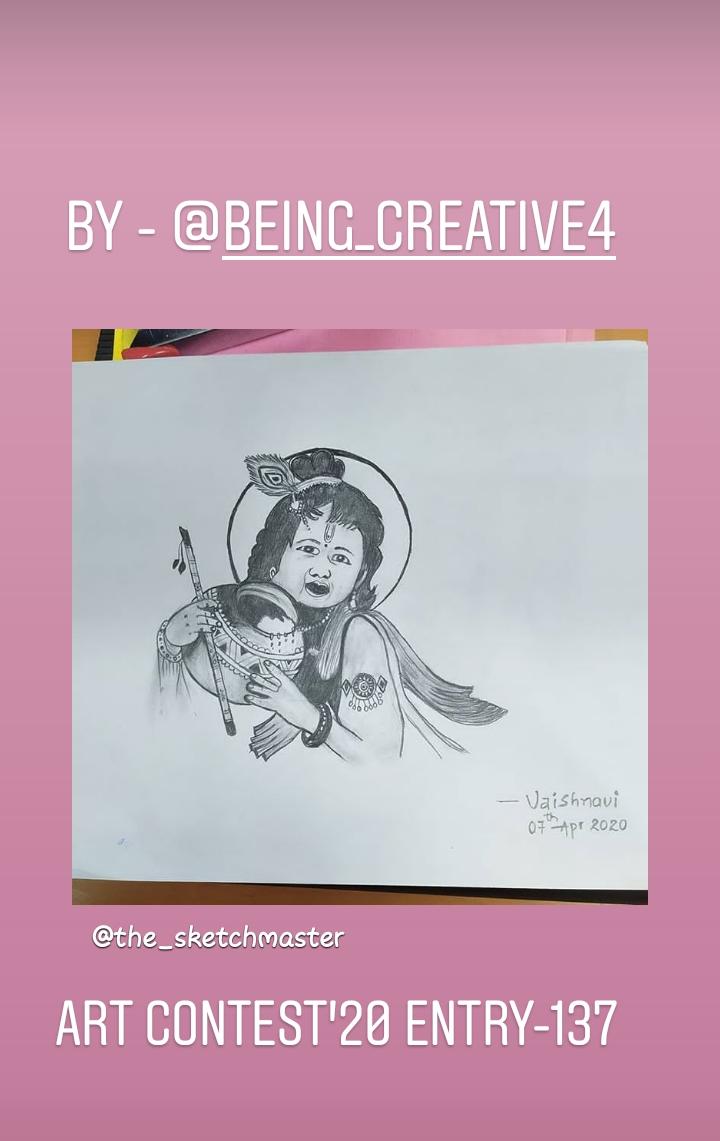 BY - @BEING_CREATIVE4
— Vaishnavi
07th Apr 2020
@the_sketchmaster
ART CONTEST'20 ENTRY-137